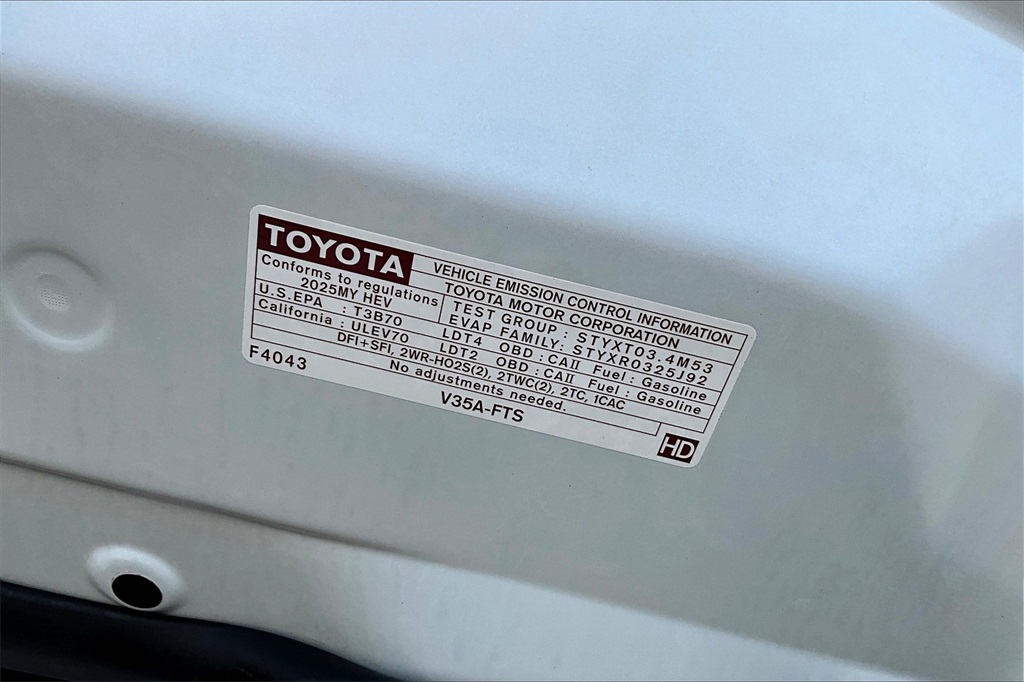 TOYOTA
VEHICLE EMISSION CONTROL INFORMATION
Conforms to regulations
TOYOTA MOTOR CORPORATION
2025MY HEV
TEST GROUP : STYXT03.4M53
EVAP FAMILY: STYXR0325J92
U.S.EPA : T3B70 LDT4 OBD : CAII Fuel : Gasoline
California : ULEV70 LDT2 OBD : CAII Fuel : Gasoline
DFI+SFI, 2WR-HO2S(2), 2TWC(2), 2TC, 1CAC
No adjustments needed.
F4043
V35A-FTS
HD